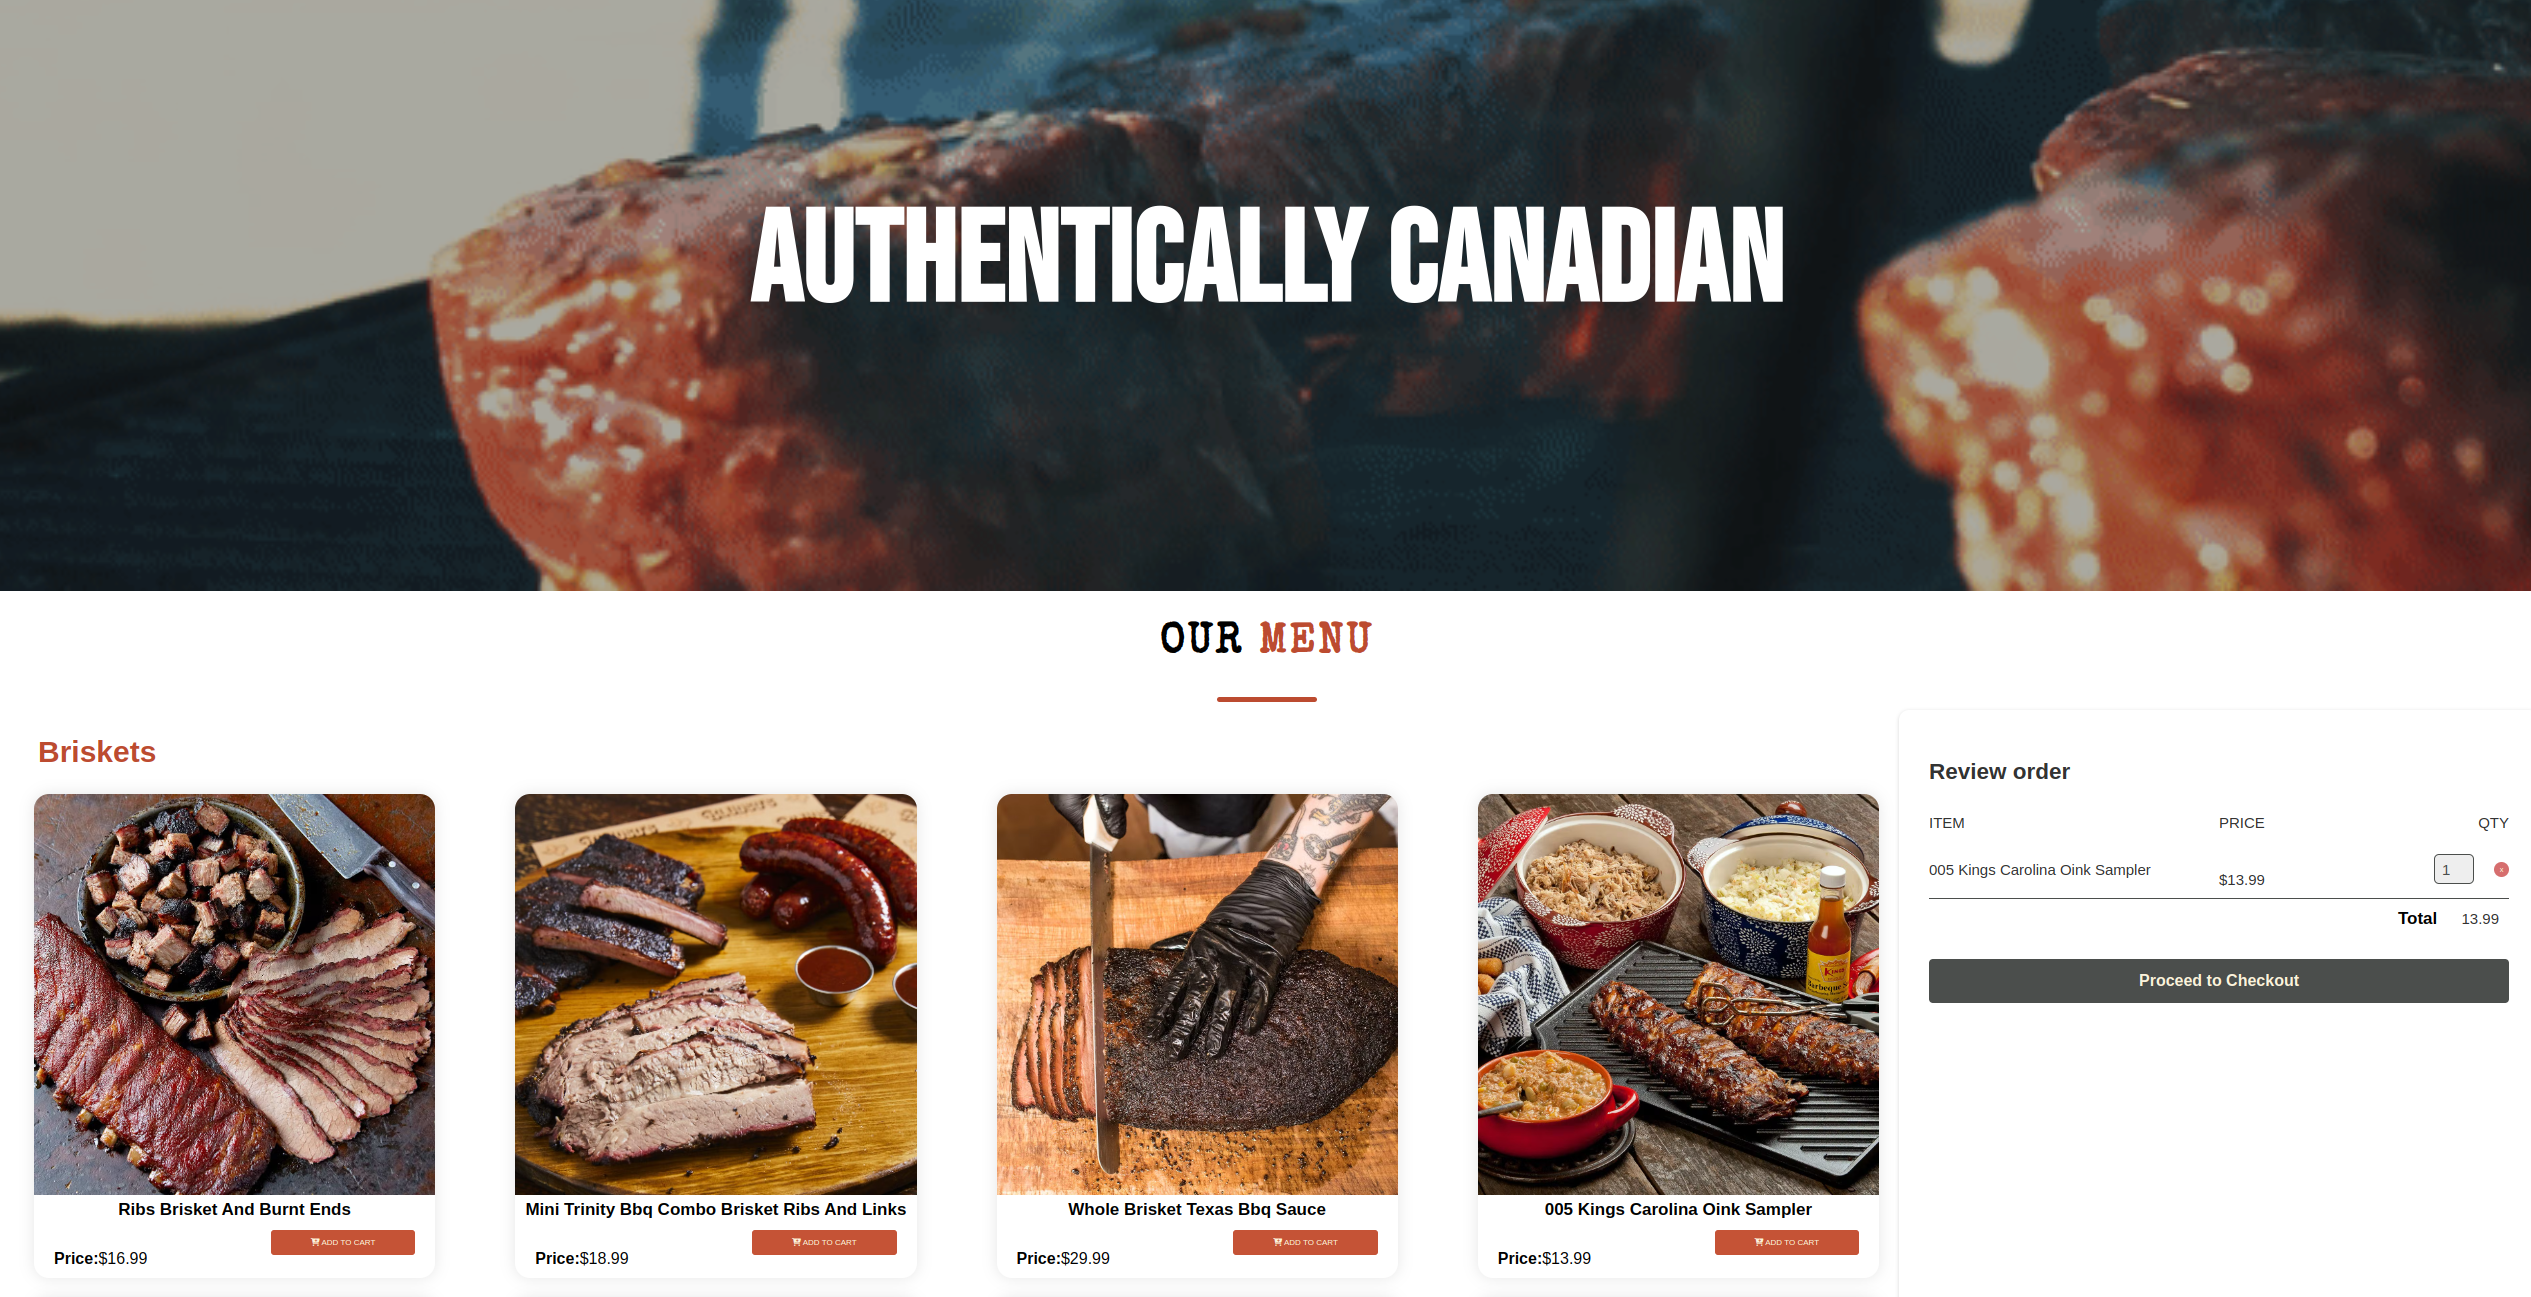 AUTHENTICALLY CANADIAN
OUR MENU
Briskets
Ribs Brisket And Burnt Ends
Price:$16.99
ADD TO CART
Mini Trinity Bbq Combo Brisket Ribs And Links
Price:$18.99
ADD TO CART
Whole Brisket Texas Bbq Sauce
Price:$29.99
ADD TO CART
005 Kings Carolina Oink Sampler
Price:$13.99
ADD TO CART
Review order
ITEM PRICE QTY
005 Kings Carolina Oink Sampler $13.99 1 x
Total 13.99
Proceed to Checkout